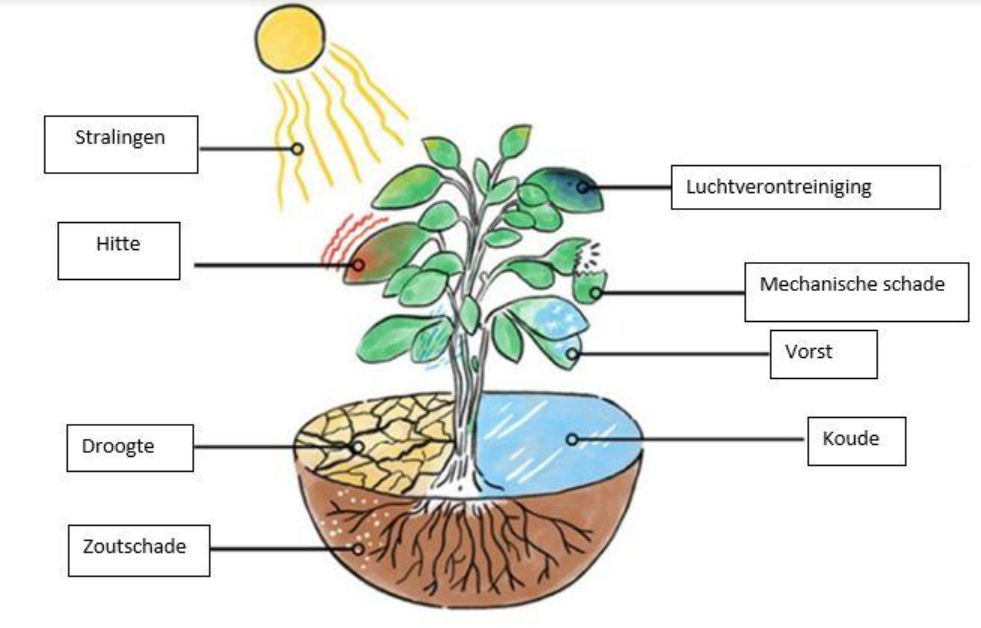 Stralingen
Luchtverontreiniging
Hitte
Mechanische schade
Vorst
Droogte
Koude
Zoutschade